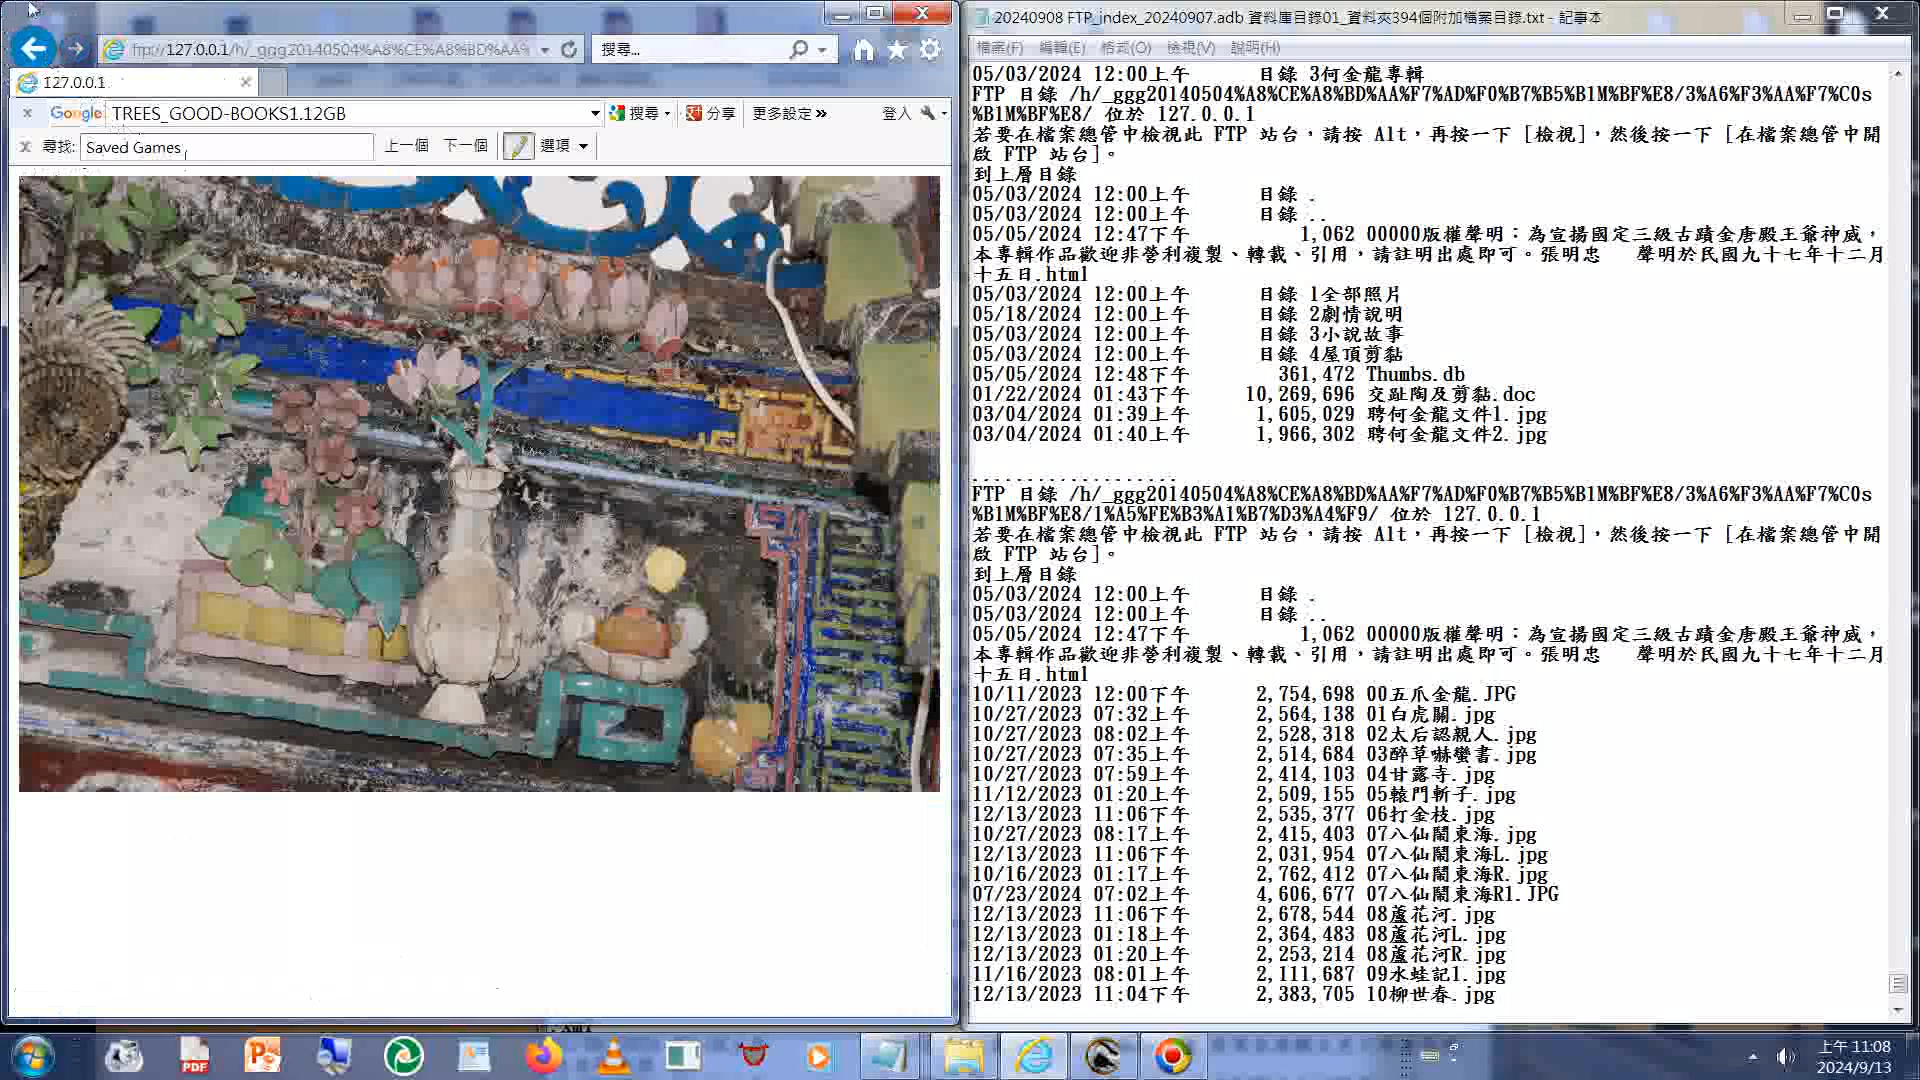 ftp://127.0.0.1/h/_ggg20140504%A8%CE%A8%BD%AA%
搜尋...
127.0.0.1
Google
TREES_GOOD-BOOKS1.12GB
搜尋
分享
更多設定 »
登入
尋找: Saved Games
上一個
下一個
選項
20240908 FTP_index_20240907.adb 資料庫目錄01_資料夾394個附加檔案目錄.txt - 記事本
檔案(F) 編輯(E) 格式(O) 檢視(V) 說明(H)
05/03/2024 12:00上午 目錄 3何金龍專輯
FTP 目錄 /h/_ggg20140504%A8%CE%A8%BD%AA%F7%AD%F0%B7%B5%B1M%BF%E8/3%A6%F3%AA%F7%C0s
%B1M%BF%E8/ 位於 127.0.0.1
若要在檔案總管中檢視此 FTP 站台，請按 Alt，再按一下 [檢視]，然後按一下 [在檔案總管中開
啟 FTP 站台]。
到上層目錄
05/03/2024 12:00上午 目錄 .
05/03/2024 12:00上午 目錄 ..
05/05/2024 12:47下午 1,062 00000版權聲明：為宣揚國定三級古蹟金唐殿王爺神威，
本專輯作品歡迎非營利複製、轉載、引用，請註明出處即可。張明忠 聲明於民國九十七年十二月
十五日.html
05/03/2024 12:00上午 目錄 1全部照片
05/18/2024 12:00上午 目錄 2劇情說明
05/03/2024 12:00上午 目錄 3小說故事
05/03/2024 12:00上午 目錄 4屋頂剪黏
05/05/2024 12:48下午 361,472 Thumbs.db
01/22/2024 01:43下午 10,269,696 交趾陶及剪黏.doc
03/04/2024 01:39上午 1,605,029 聘何金龍文件1.jpg
03/04/2024 01:40上午 1,966,302 聘何金龍文件2.jpg
...................
FTP 目錄 /h/_ggg20140504%A8%CE%A8%BD%AA%F7%AD%F0%B7%B5%B1M%BF%E8/3%A6%F3%AA%F7%C0s
%B1M%BF%E8/1%A5%FE%B3%A1%B7%D3%A4%F9/ 位於 127.0.0.1
若要在檔案總管中檢視此 FTP 站台，請按 Alt，再按一下 [檢視]，然後按一下 [在檔案總管中開
啟 FTP 站台]。
到上層目錄
05/03/2024 12:00上午 目錄 .
05/03/2024 12:00上午 目錄 ..
05/05/2024 12:47下午 1,062 00000版權聲明：為宣揚國定三級古蹟金唐殿王爺神威，
本專輯作品歡迎非營利複製、轉載、引用，請註明出處即可。張明忠 聲明於民國九十七年十二月
十五日.html
10/11/2023 12:00下午 2,754,698 00五爪金龍.JPG
10/27/2023 07:32上午 2,564,138 01白虎關.jpg
10/27/2023 08:02上午 2,528,318 02太后認親人.jpg
10/27/2023 07:35上午 2,514,684 03醉草嚇蠻書.jpg
10/27/2023 07:59上午 2,414,103 04甘露寺.jpg
11/12/2023 01:20上午 2,509,155 05轅門斬子.jpg
12/13/2023 11:06下午 2,535,377 06打金枝.jpg
10/27/2023 08:17上午 2,415,403 07八仙鬧東海.jpg
12/13/2023 11:06下午 2,031,954 07八仙鬧東海L.jpg
10/16/2023 01:17上午 2,762,412 07八仙鬧東海R.jpg
07/23/2024 07:02上午 4,606,677 07八仙鬧東海R1.JPG
12/13/2023 11:06下午 2,678,544 08蘆花河.jpg
12/13/2023 01:18上午 2,364,483 08蘆花河L.jpg
12/13/2023 01:20上午 2,253,214 08蘆花河R.jpg
11/16/2023 08:01上午 2,111,687 09水蛙記1.jpg
12/13/2023 11:04下午 2,383,705 10柳世春.jpg
PDF
上午 11:08
2024/9/13